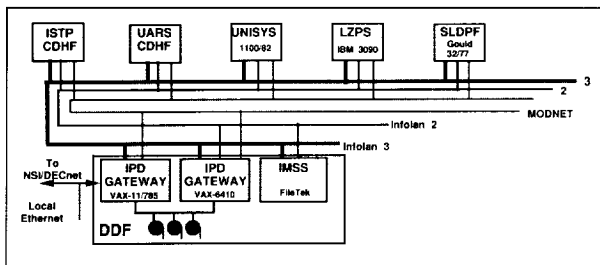 ISTP
CDHF
UARS
CDHF
UNISYS
1100/82
LZPS
IBM 3090
SLDPF
Gould
32/77
3
2
MODNET
Infolan 2
Infolan 3
To
NSI/DECnet
Local
Ethernet
IPD
GATEWAY
VAX-11/785
IPD
GATEWAY
VAX-6410
IMSS
FileTek
DDF